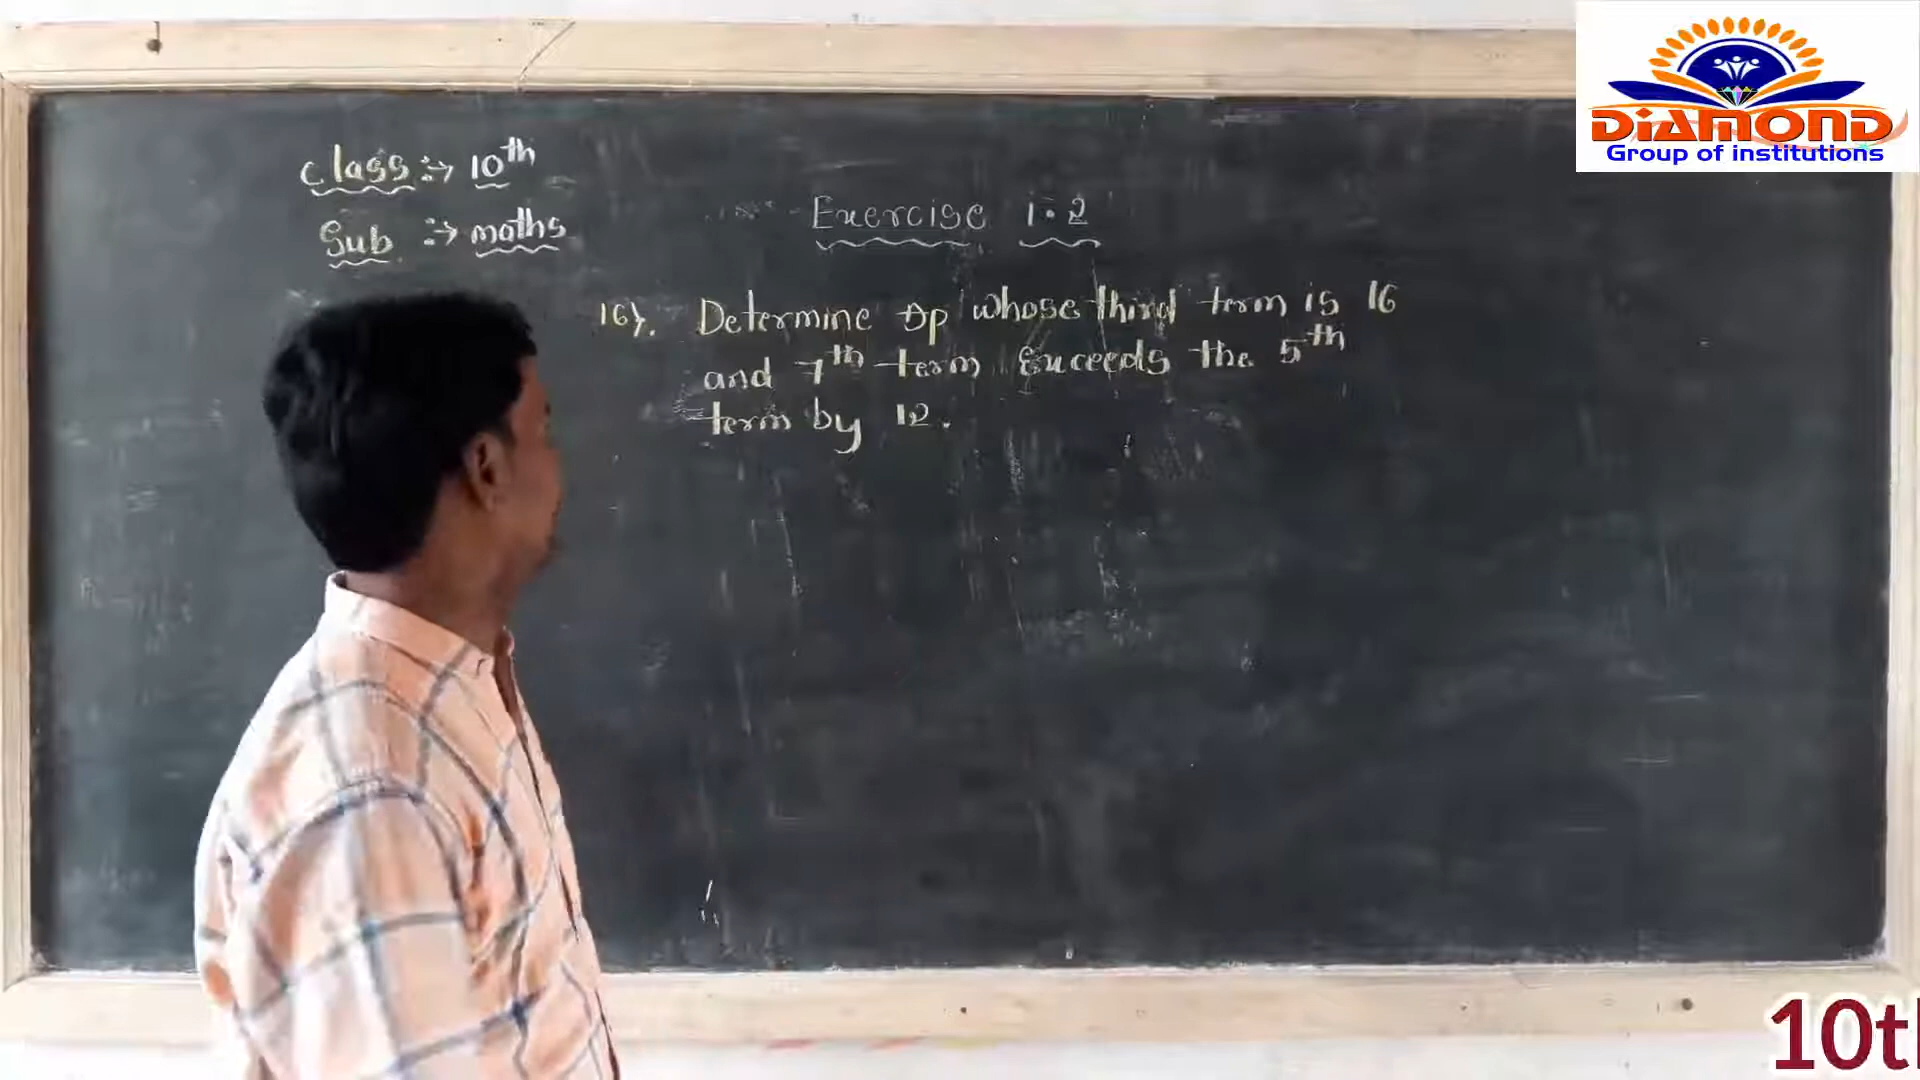 DiAMOND
Group of institutions
Class :→ 10th
Sub :→ maths
Exercise 1.2
16}. Determine Ap whose third term is 16
and 7th term Exceeds the 5th
term by 12.
10th